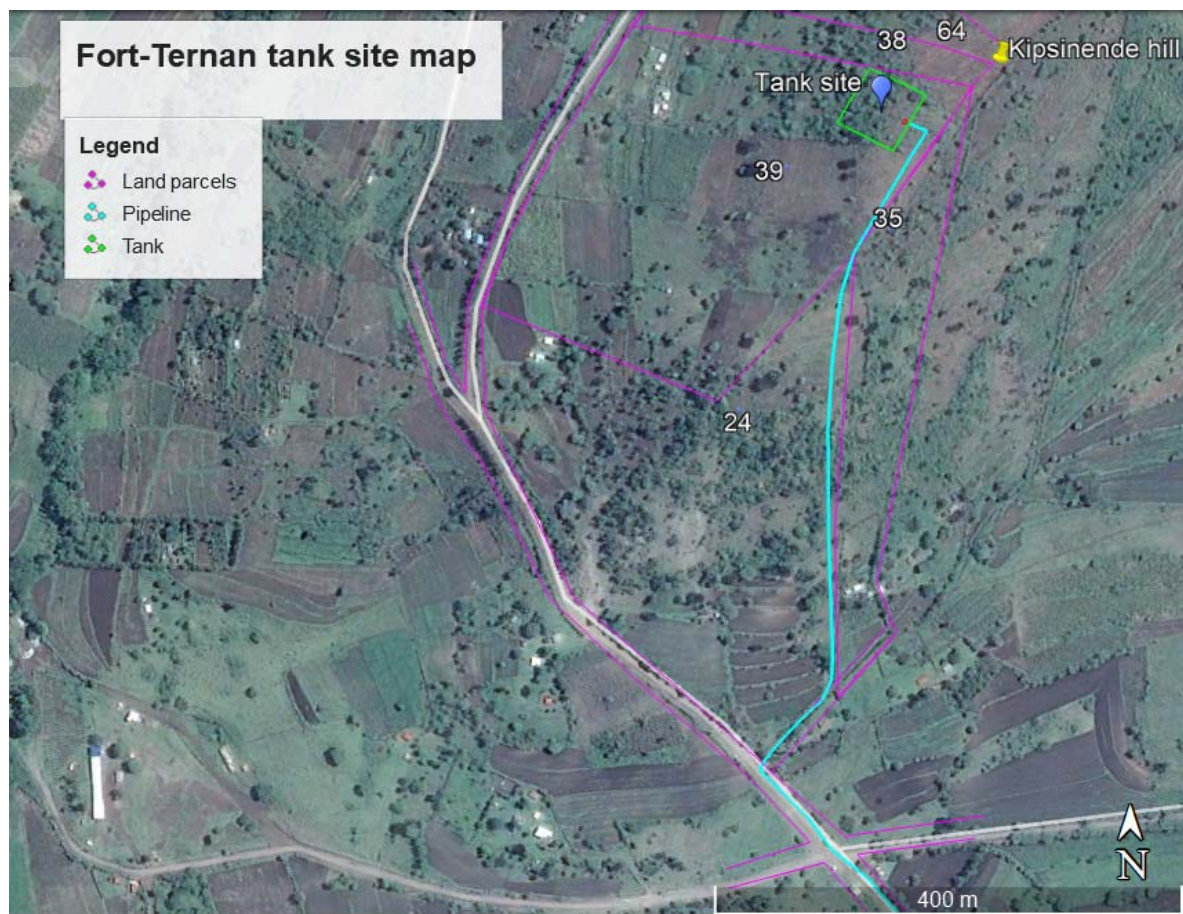 Fort-Ternan tank site map
Legend
Land parcels
Pipeline
Tank
64
38
Kipsinende hill
Tank site
39
35
24
N
400 m